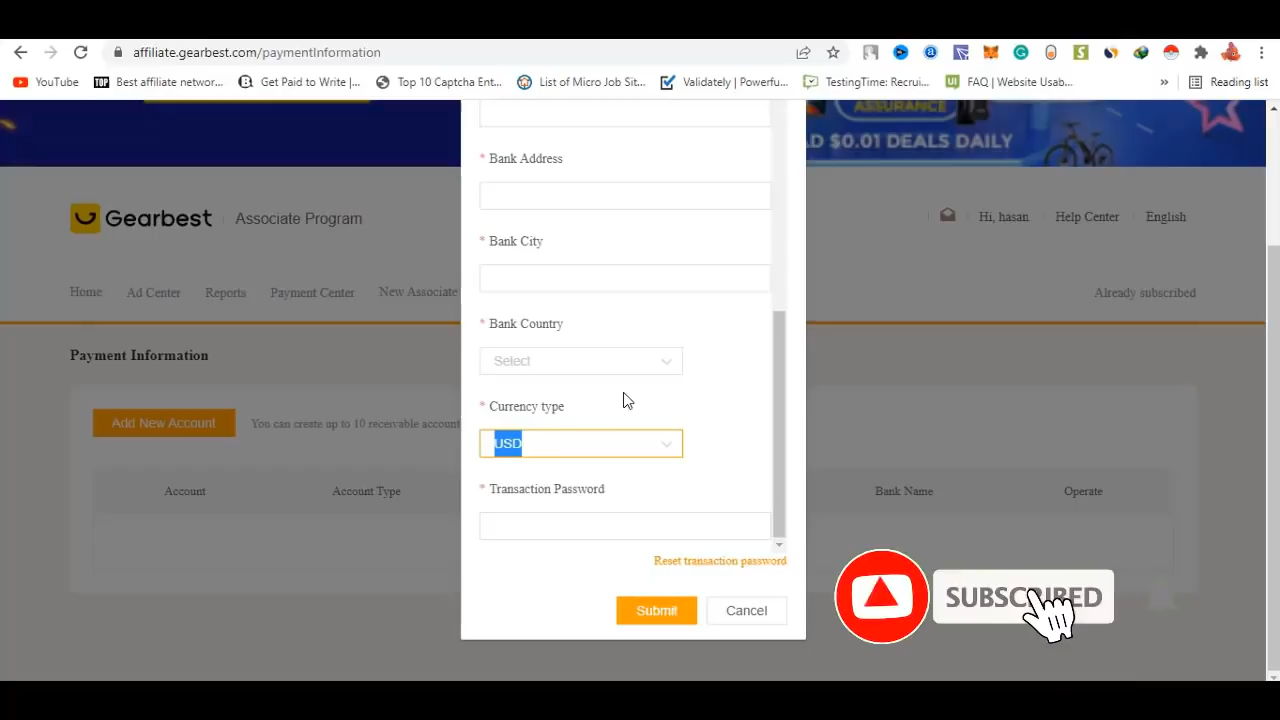 affiliate.gearbest.com/paymentInformation
YouTube
TOP Best affiliate networ...
Get Paid to Write |...
Top 10 Captcha Ent...
List of Micro Job Sit...
Validately | Powerfu...
TestingTime: Recrui...
UI FAQ | Website Usab...
»
Reading list
ASSURANCE
D $0.01 DEALS DAILY
Gearbest Associate Program
Hi, hasan
Help Center
English
Home
Ad Center
Reports
Payment Center
New Associate
Already subscribed
Payment Information
Add New Account
You can create up to 10 receivable account
Account
Account Type
Bank Name
Operate
* Bank Address
* Bank City
* Bank Country
Select
* Currency type
USD
* Transaction Password
Reset transaction password
Submit
Cancel
SUBSCRIBED